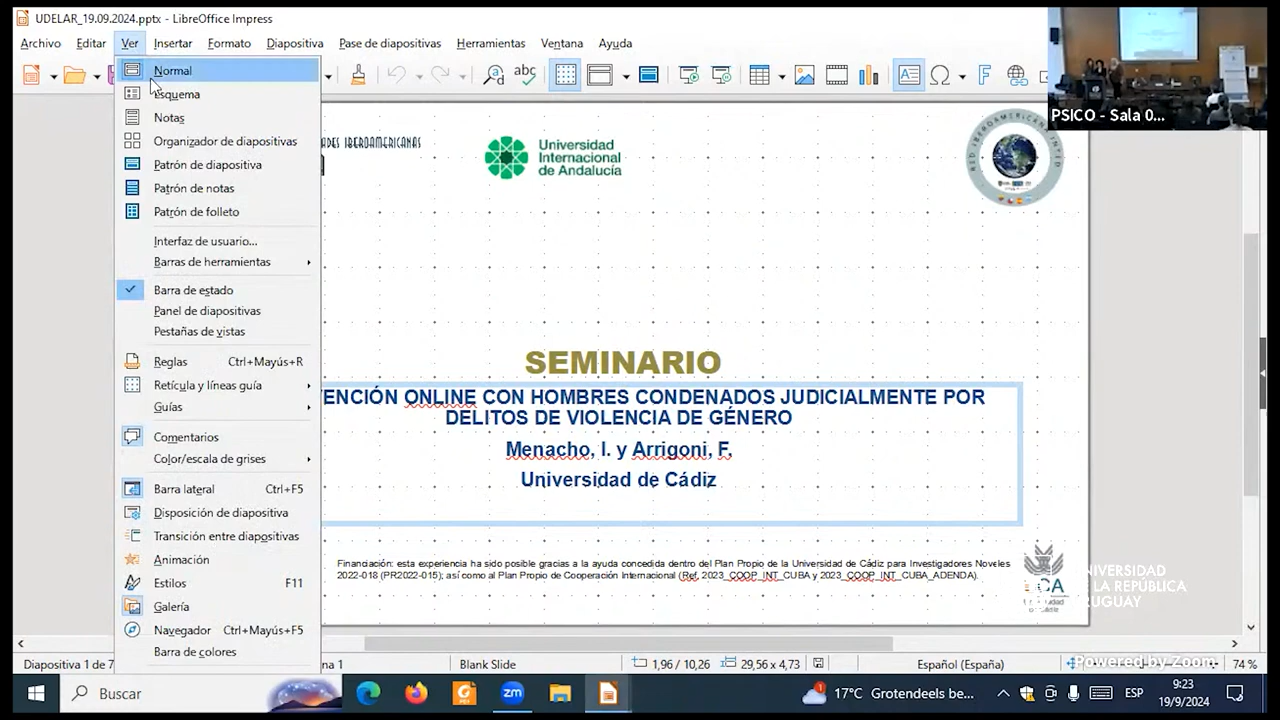 UDELAR_19.09.2024.pptx - LibreOffice Impress
Archivo Editar Ver Insertar Formato Diapositiva Pase de diapositivas Herramientas Ventana Ayuda
Normal
Esquema
Notas
Organizador de diapositivas
Patrón de diapositiva
Patrón de notas
Patrón de folleto
Interfaz de usuario...
Barras de herramientas
Barra de estado
Panel de diapositivas
Pestañas de vistas
Reglas Ctrl+Mayús+R
Retícula y líneas guía
Guías
Comentarios
Color/escala de grises
Barra lateral Ctrl+F5
Disposición de diapositiva
Transición entre diapositivas
Animación
Estilos F11
Galería
Navegador Ctrl+Mayús+F5
Barra de colores
PSICO - Sala 0...
IBEROAMERICANAS
Universidad
Internacional
de Andalucía
SEMINARIO
ONLINE CON HOMBRES CONDENADOS JUDICIALMENTE POR
DELITOS DE VIOLENCIA DE GÉNERO
Menacho, I. y Arrigoni, F.
Universidad de Cádiz
Financiación: esta experiencia ha sido posible gracias a la ayuda concedida dentro del Plan Propio de la Universidad de Cádiz para Investigadores Noveles
2022-018 (PR2022-015); así como al Plan Propio de Cooperación Internacional (Ref. 2023_COOP_INT_CUBA y 2023_COOP_INT_CUBA_ADENDA).
UNIVERSIDAD
DE LA REPÚBLICA
URUGUAY
Powered by Zoom
Diapositiva 1 de 7 Blank Slide 1,96 / 10,26 29,56 x 4,73 Español (España) 74 %
Buscar 17°C Grotendeels be... ESP 9:23
19/9/2024